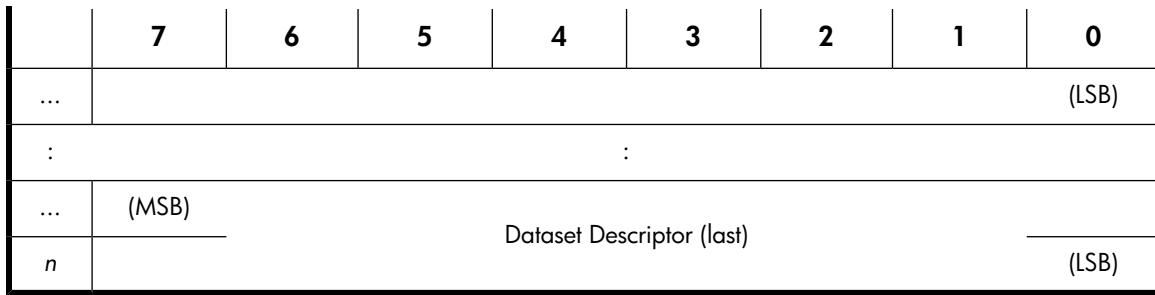 7 6 5 4 3 2 1 0
... (LSB)
: :
... (MSB)
Dataset Descriptor (last)
n (LSB)